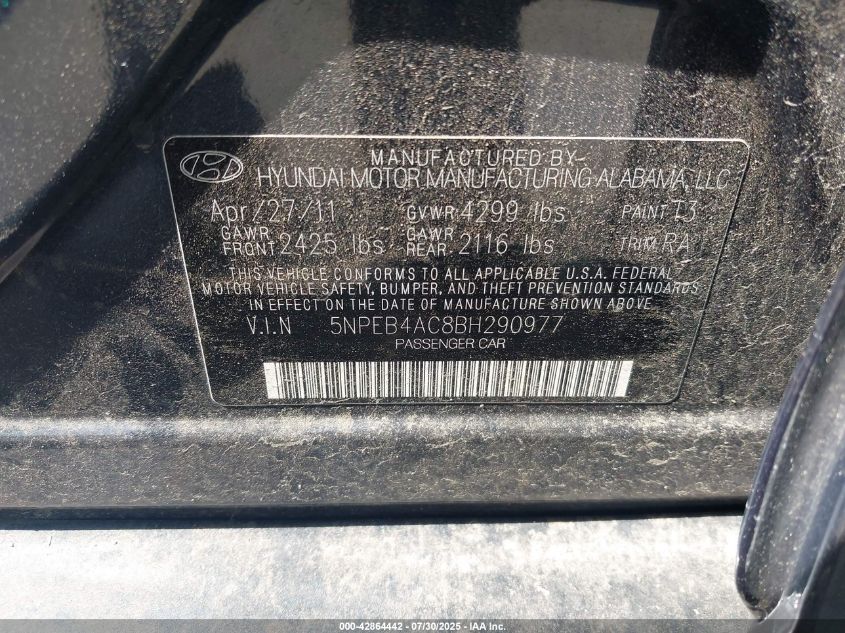 MANUFACTURED BY
HYUNDAI MOTOR MANUFACTURING ALABAMA, LLC
Apr/27/11 GVWR 4299 lbs PAINT T3
GAWR FRONT 2425 lbs GAWR REAR 2116 lbs TRIM RA
THIS VEHICLE CONFORMS TO ALL APPLICABLE U.S.A. FEDERAL
MOTOR VEHICLE SAFETY, BUMPER, AND THEFT PREVENTION STANDARDS
IN EFFECT ON THE DATE OF MANUFACTURE SHOWN ABOVE.
V.I.N 5NPEB4AC8BH290977
PASSENGER CAR
000-42864442 - 07/30/2025 - IAA Inc.